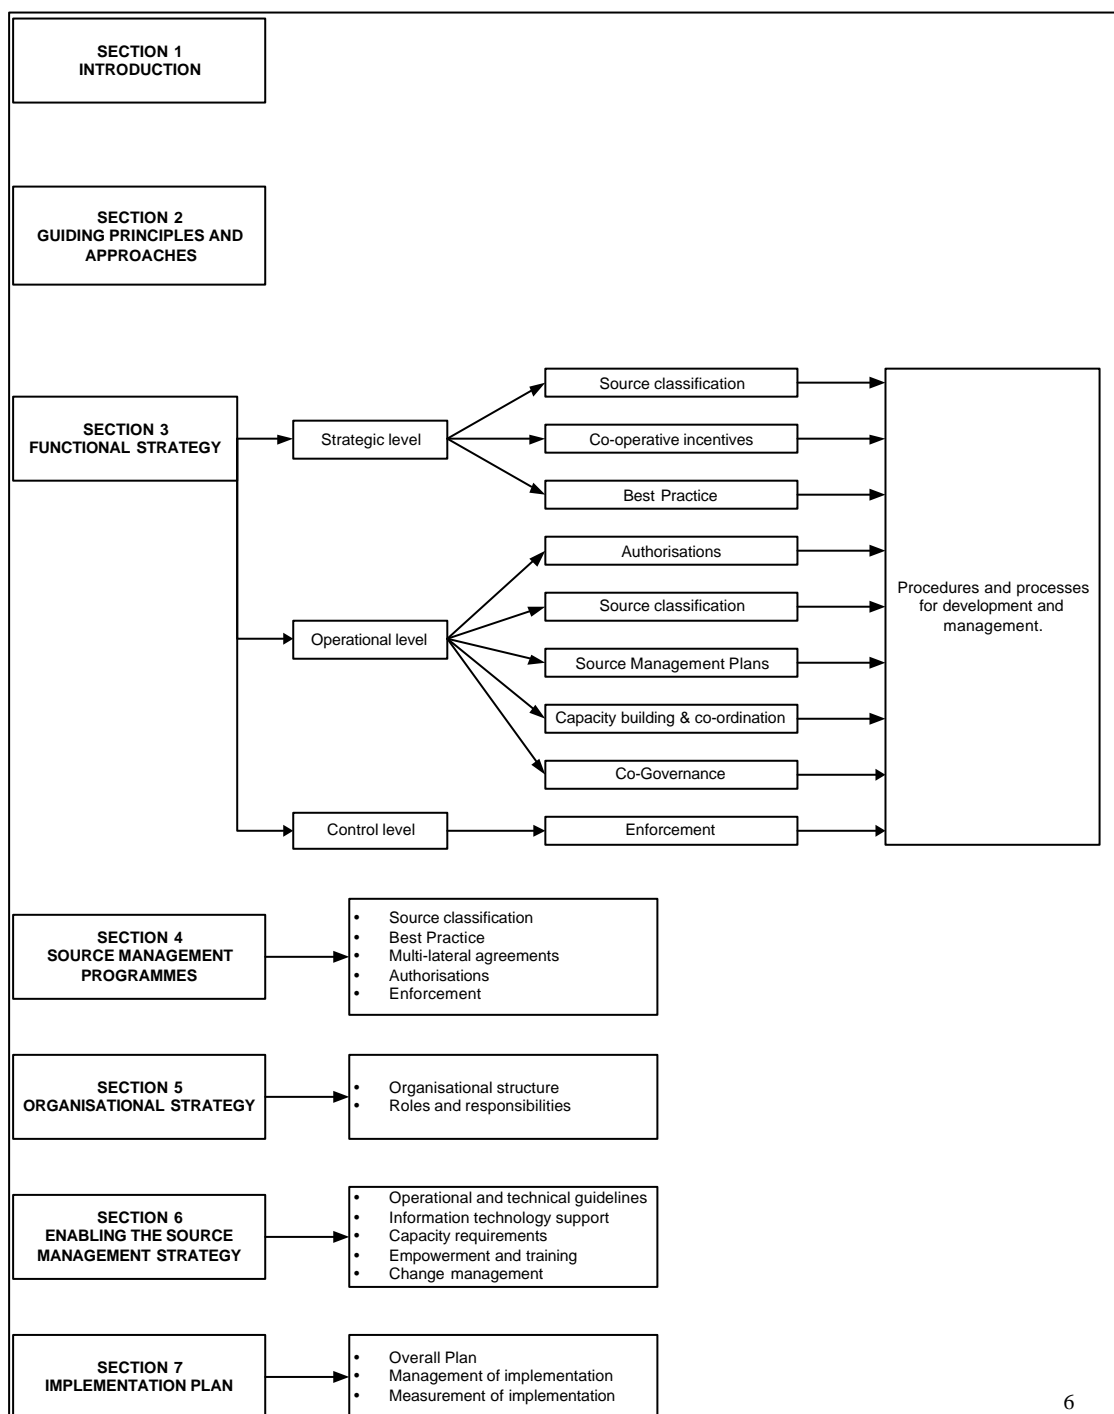 SECTION 1
INTRODUCTION
SECTION 2
GUIDING PRINCIPLES AND
APPROACHES
SECTION 3
FUNCTIONAL STRATEGY
Strategic level
Source classification
Co-operative incentives
Best Practice
Operational level
Authorisations
Source classification
Source Management Plans
Capacity building & co-ordination
Co-Governance
Control level
Enforcement
Procedures and processes
for development and
management.
SECTION 4
SOURCE MANAGEMENT
PROGRAMMES
• Source classification
• Best Practice
• Multi-lateral agreements
• Authorisations
• Enforcement
SECTION 5
ORGANISATIONAL STRATEGY
• Organisational structure
• Roles and responsibilities
SECTION 6
ENABLING THE SOURCE
MANAGEMENT STRATEGY
• Operational and technical guidelines
• Information technology support
• Capacity requirements
• Empowerment and training
• Change management
SECTION 7
IMPLEMENTATION PLAN
• Overall Plan
• Management of implementation
• Measurement of implementation
6